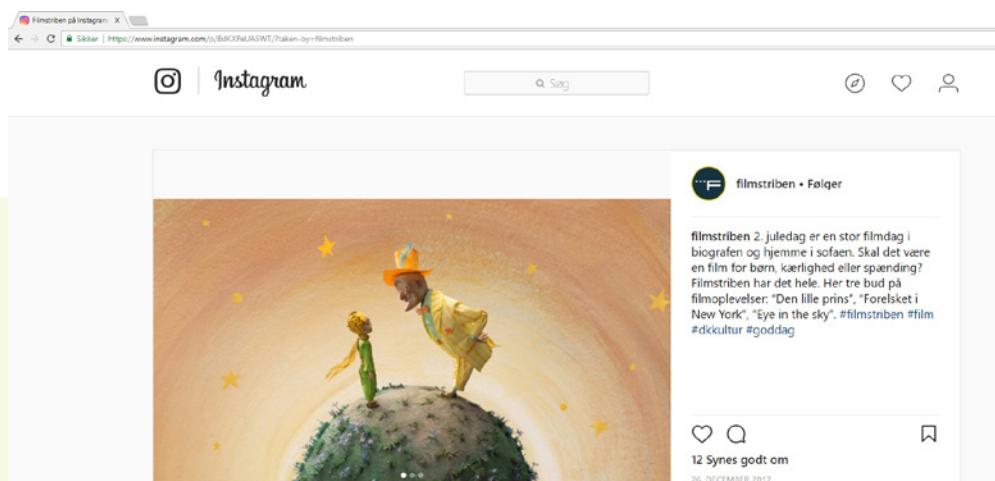 Filmstriben på Instagram X
Sikker | https://www.instagram.com/p/BdKXPeUASWT/?taken-by=filmstriben
Instagram
Søg
F
filmstriben • Følger
filmstriben 2. juledag er en stor filmdag i
biografen og hjemme i sofaen. Skal det være
en film for børn, kærlighed eller spænding?
Filmstriben har det hele. Her tre bud på
filmoplevelser: "Den lille prins", "Forelsket i
New York", "Eye in the sky". #filmstriben #film
#dkkultur #goddag
12 Synes godt om
26. DECEMBER 2017